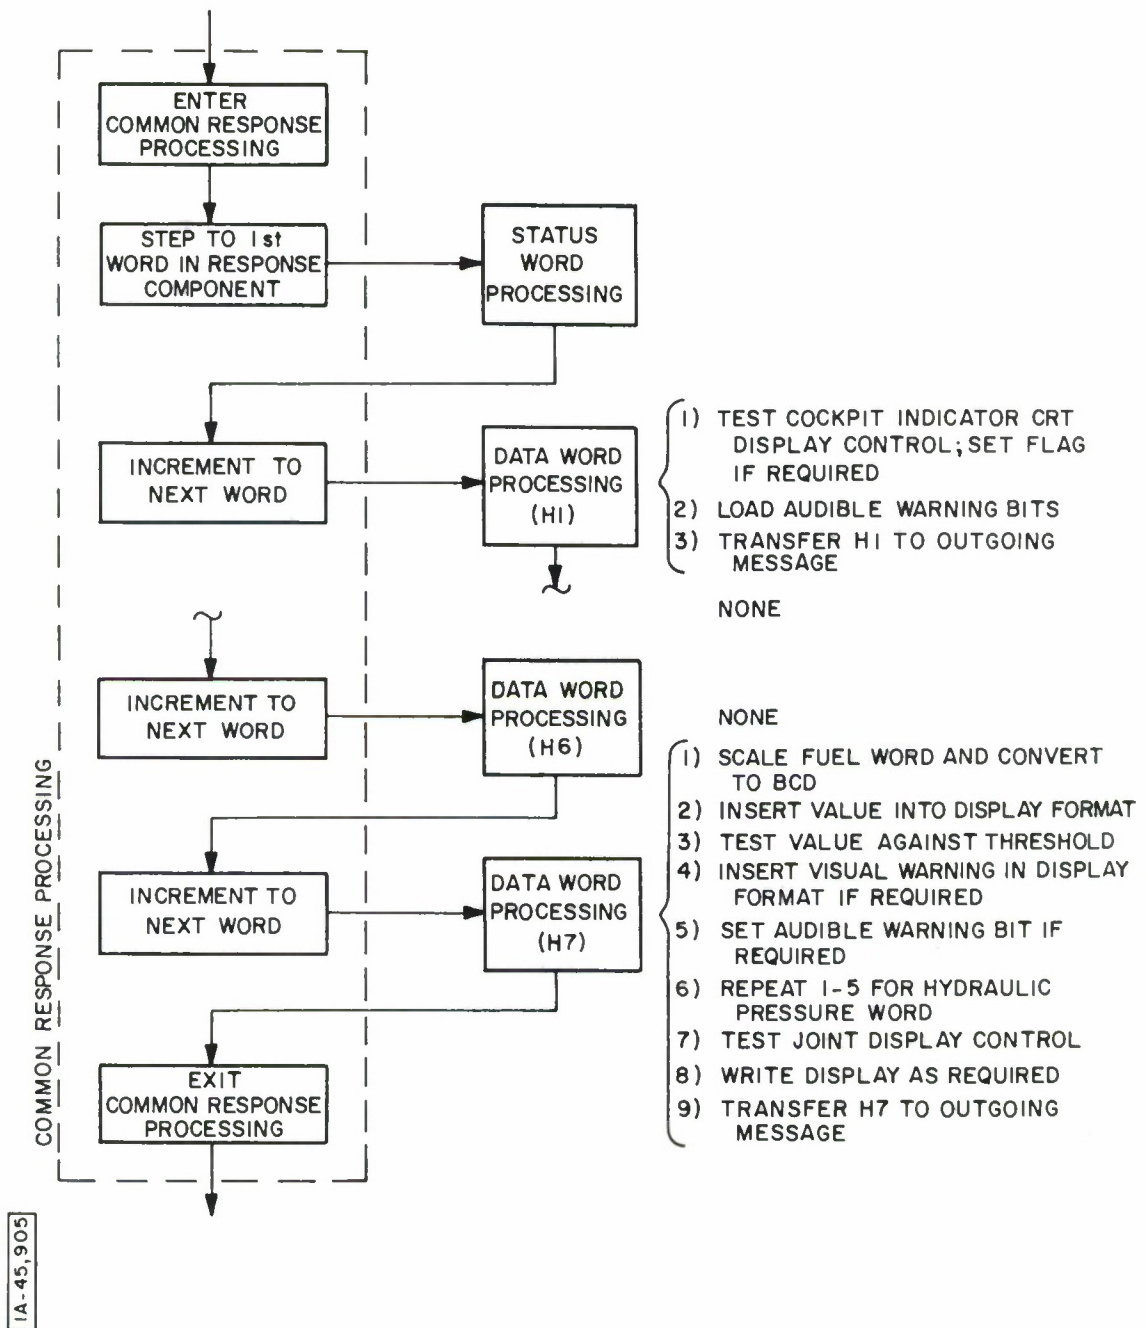 ENTER
COMMON RESPONSE
PROCESSING
STEP TO 1st
WORD IN RESPONSE
COMPONENT
STATUS
WORD
PROCESSING
INCREMENT TO
NEXT WORD
DATA WORD
PROCESSING
(H1)
1) TEST COCKPIT INDICATOR CRT
DISPLAY CONTROL; SET FLAG
IF REQUIRED
2) LOAD AUDIBLE WARNING BITS
3) TRANSFER H1 TO OUTGOING
MESSAGE
NONE
INCREMENT TO
NEXT WORD
DATA WORD
PROCESSING
(H6)
NONE
INCREMENT TO
NEXT WORD
DATA WORD
PROCESSING
(H7)
1) SCALE FUEL WORD AND CONVERT
TO BCD
2) INSERT VALUE INTO DISPLAY FORMAT
3) TEST VALUE AGAINST THRESHOLD
4) INSERT VISUAL WARNING IN DISPLAY
FORMAT IF REQUIRED
5) SET AUDIBLE WARNING BIT IF
REQUIRED
6) REPEAT 1-5 FOR HYDRAULIC
PRESSURE WORD
7) TEST JOINT DISPLAY CONTROL
8) WRITE DISPLAY AS REQUIRED
9) TRANSFER H7 TO OUTGOING
MESSAGE
EXIT
COMMON RESPONSE
PROCESSING
COMMON RESPONSE PROCESSING
IA-45,905